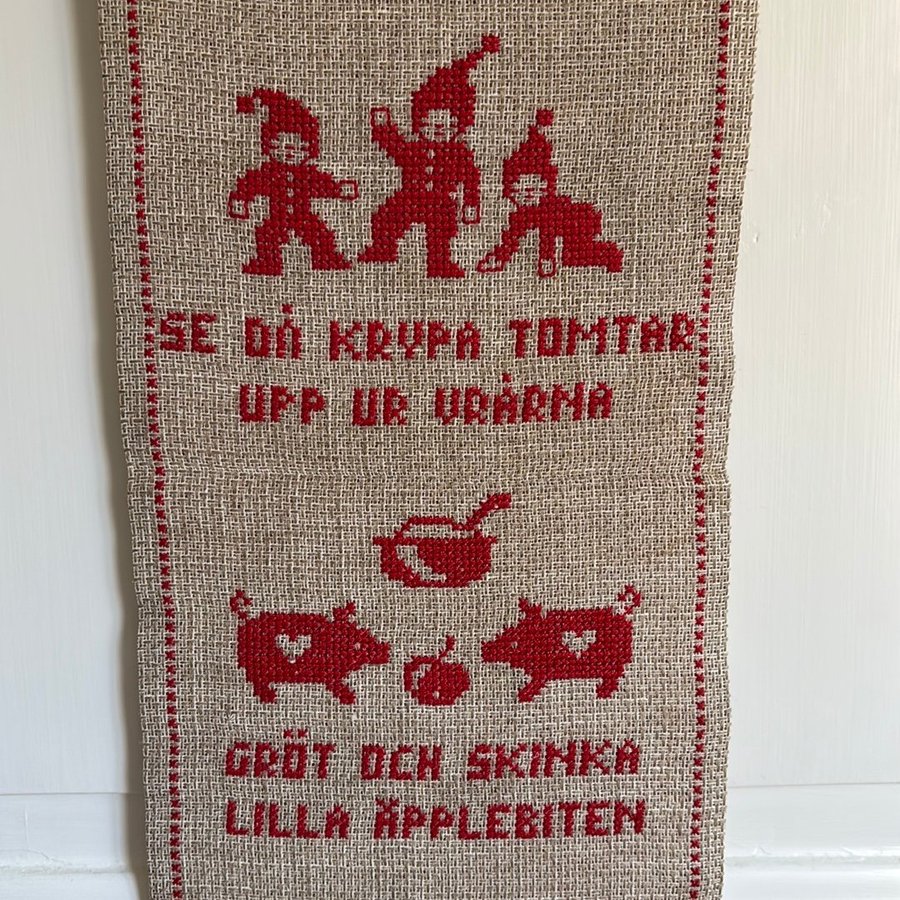 SE DÅ KRYPA TOMTAR
UPP UR VRÅRNA
GRÖT OCH SKINKA
LILLA ÄPPLEBITEN